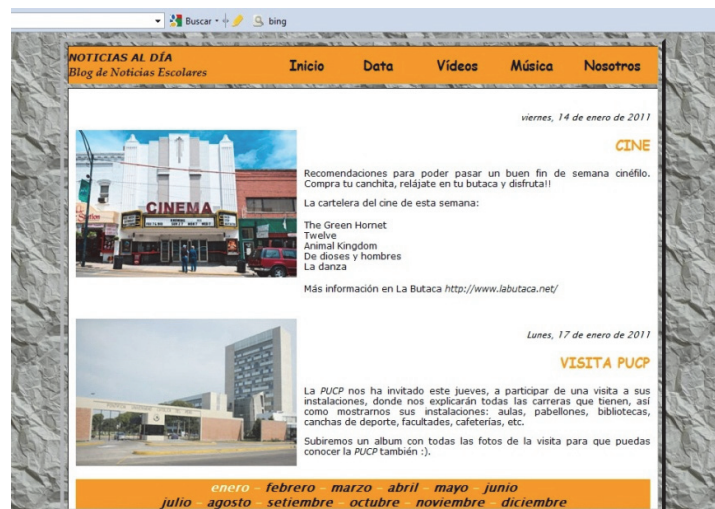 Buscar
bing
NOTICIAS AL DÍA
Blog de Noticias Escolares
Inicio Data Vídeos Música Nosotros
viernes, 14 de enero de 2011
CINE
CINEMA
Recomendaciones para poder pasar un buen fin de semana cinéfilo.
Compra tu canchita, relájate en tu butaca y disfruta!!
La cartelera del cine de esta semana:
The Green Hornet
Twelve
Animal Kingdom
De dioses y hombres
La danza
Más información en La Butaca http://www.labutaca.net/
Lunes, 17 de enero de 2011
VISITA PUCP
La PUCP nos ha invitado este jueves, a participar de una visita a sus
instalaciones, donde nos explicarán todas las carreras que tienen, así
como mostrarnos sus instalaciones: aulas, pabellones, bibliotecas,
canchas de deporte, facultades, cafeterías, etc.
Subiremos un album con todas las fotos de la visita para que puedas
conocer la PUCP también :).
enero – febrero – marzo – abril – mayo – junio
julio – agosto – setiembre – octubre – noviembre – diciembre